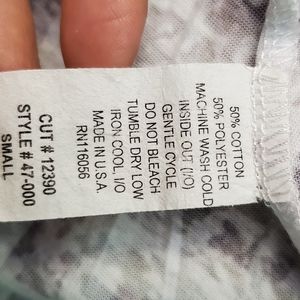 50% COTTON
50% POLYESTER
MACHINE WASH COLD
INSIDE OUT (I/O)
GENTLE CYCLE
DO NOT BLEACH
TUMBLE DRY LOW
IRON COOL, I/O
MADE IN U.S.A.
RN116056
CUT # 12390
STYLE # 47-000
SMALL